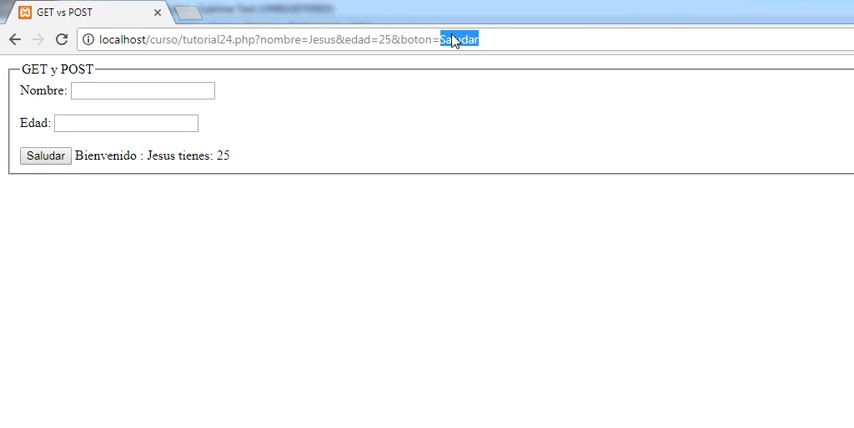 GET vs POST
localhost/curso/tutorial24.php?nombre=Jesus&edad=25&boton=Saludar
GET y POST
Nombre:
Edad:
Saludar Bienvenido : Jesus tienes: 25